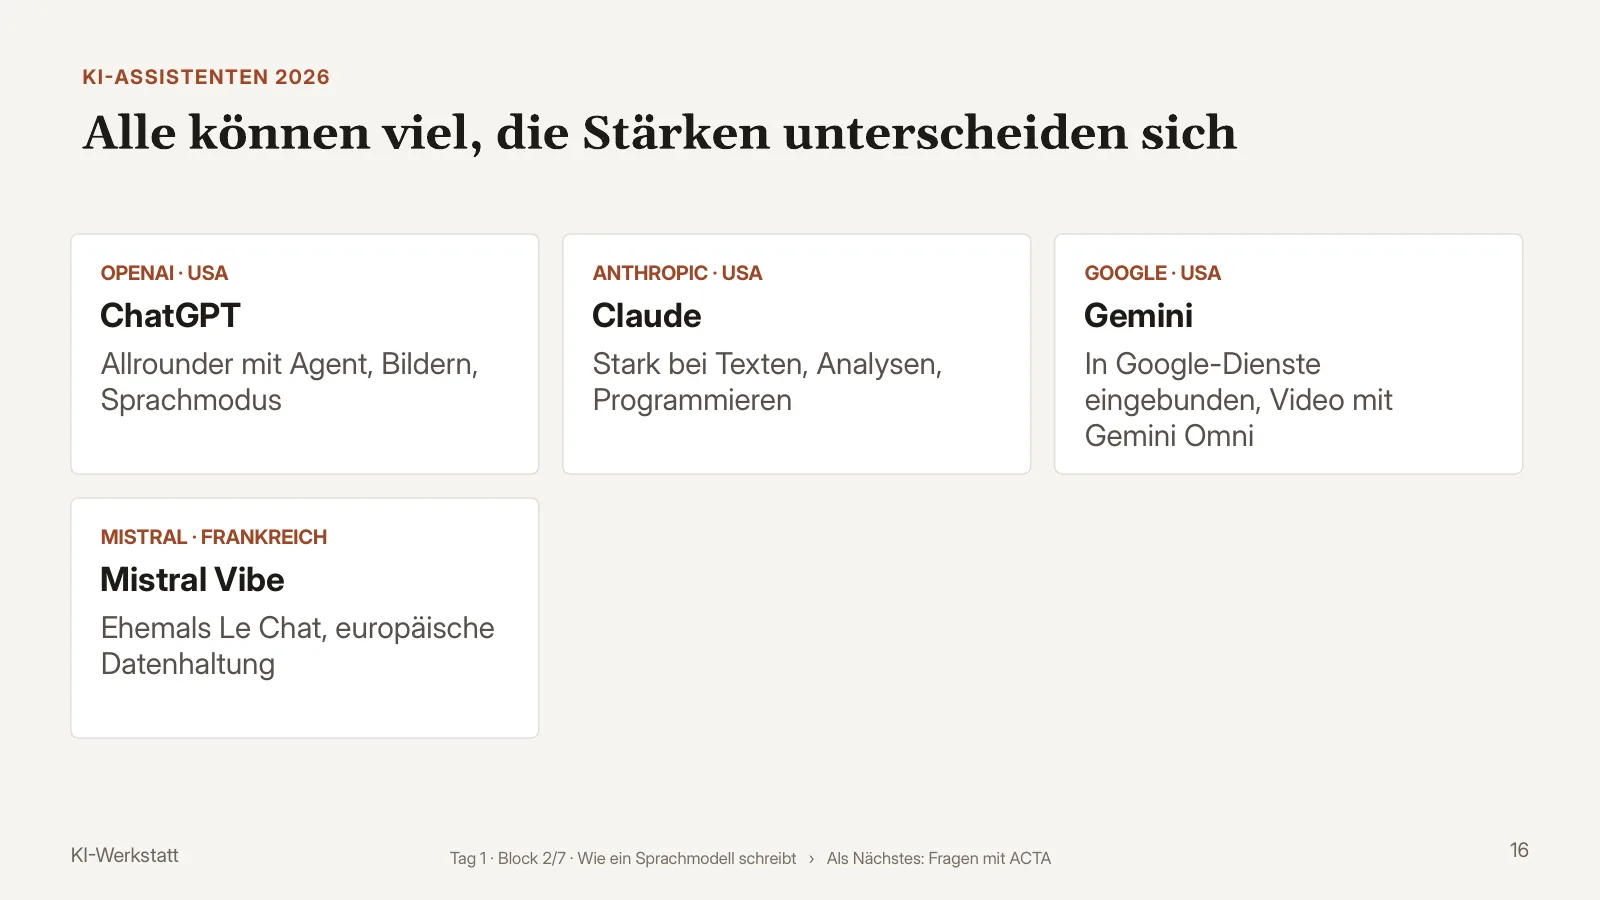 KI-ASSISTENTEN 2026
Alle können viel, die Stärken unterscheiden sich
OPENAI · USA
ChatGPT
Allrounder mit Agent, Bildern,
Sprachmodus
ANTHROPIC · USA
Claude
Stark bei Texten, Analysen,
Programmieren
GOOGLE · USA
Gemini
In Google-Dienste
eingebunden, Video mit
Gemini Omni
MISTRAL · FRANKREICH
Mistral Vibe
Ehemals Le Chat, europäische
Datenhaltung
KI-Werkstatt
Tag 1 · Block 2/7 · Wie ein Sprachmodell schreibt › Als Nächstes: Fragen mit ACTA
16